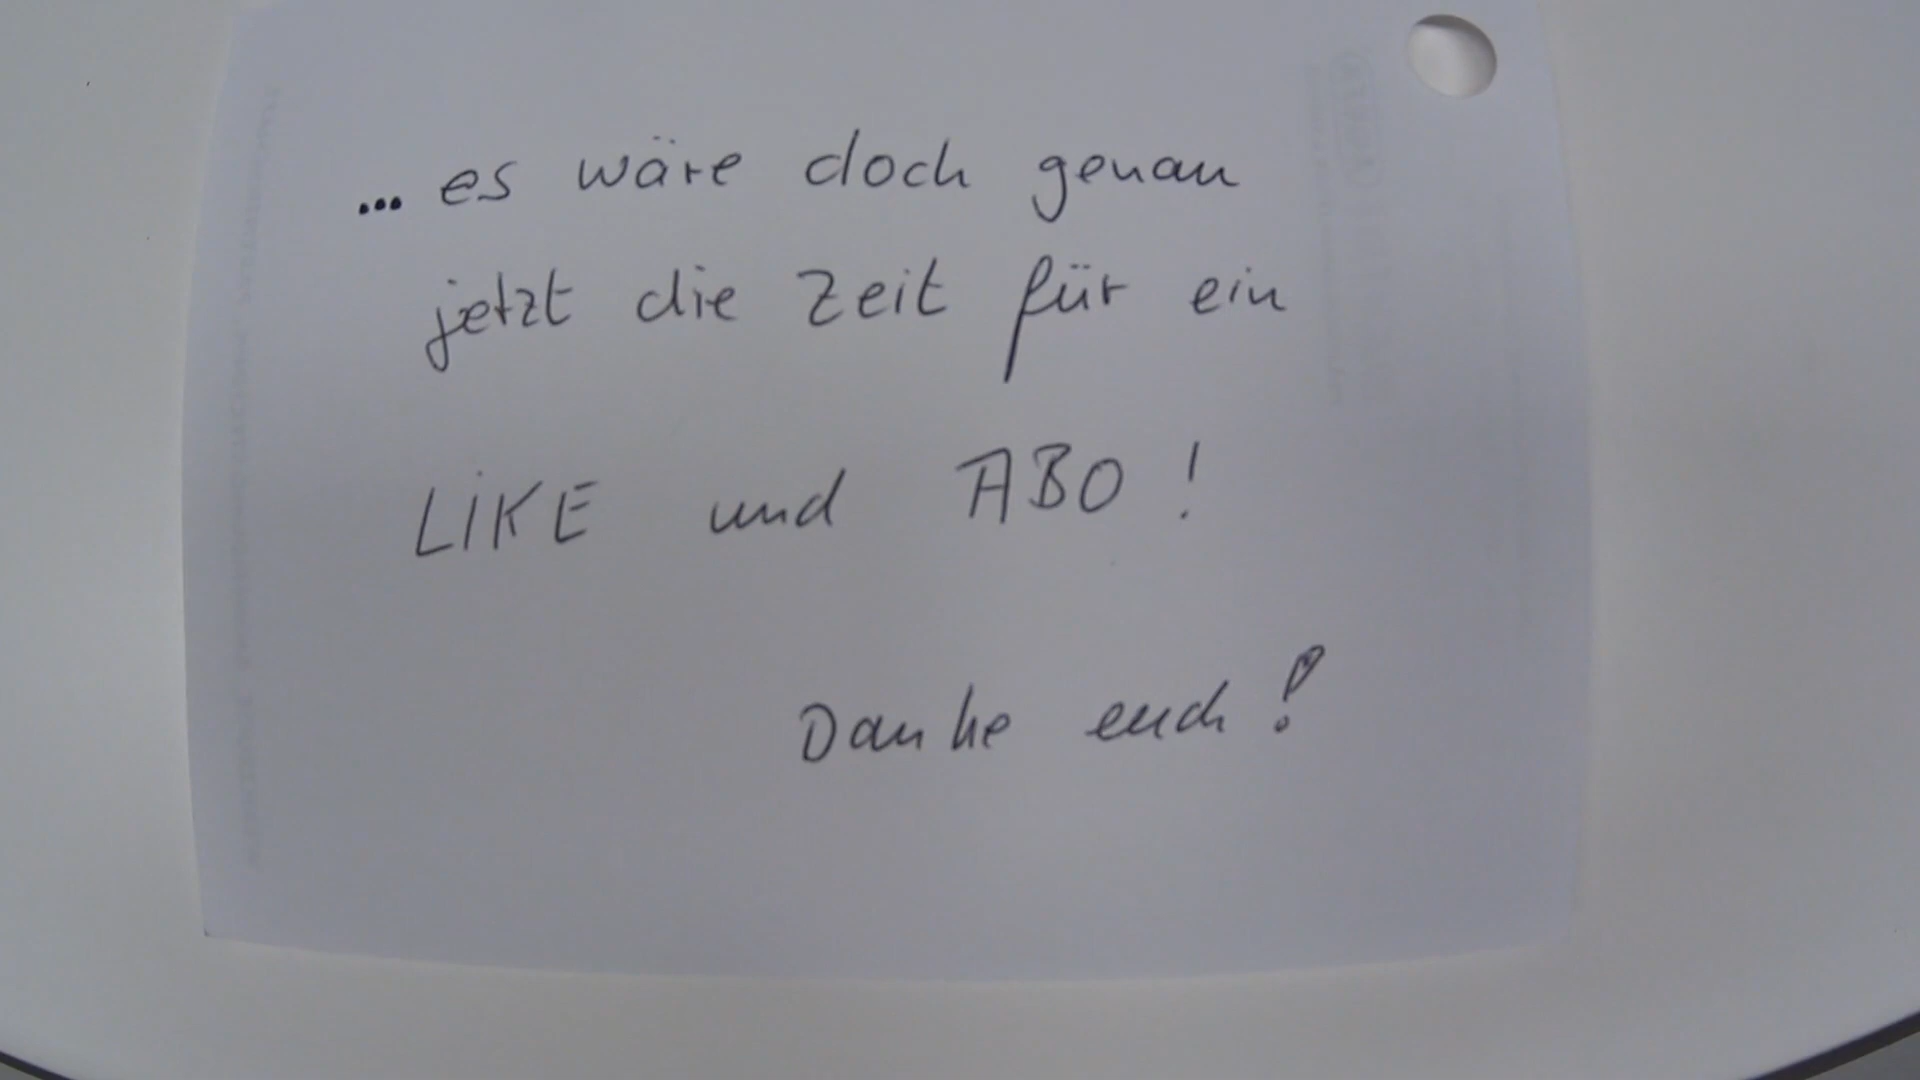 ... es wäre doch genau
jetzt die Zeit für ein
LIKE und ABO!
Danke euch!